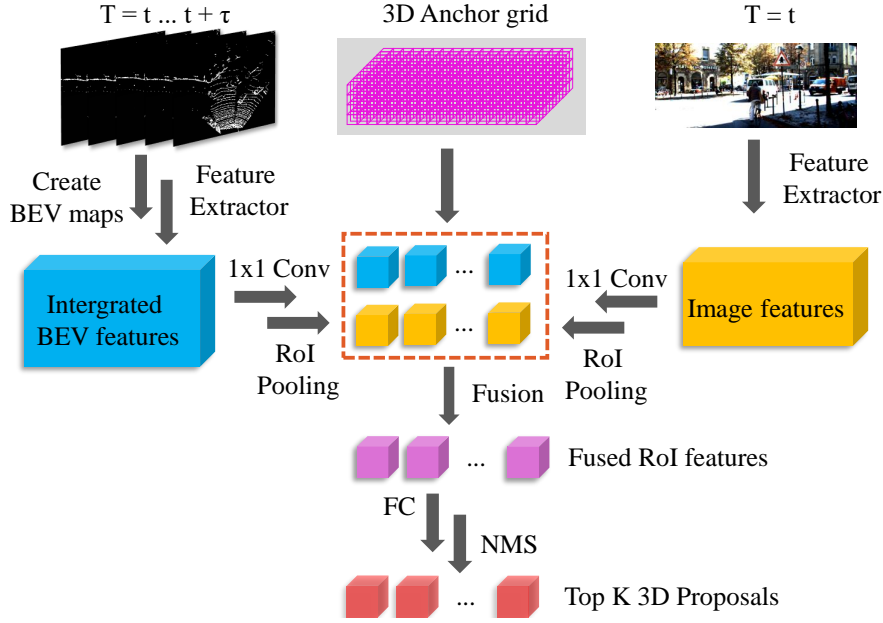 T = t ... t + τ
3D Anchor grid
T = t
Create
BEV maps
Feature
Extractor
Feature
Extractor
Intergrated
BEV features
1x1 Conv
RoI
Pooling
...
...
1x1 Conv
RoI
Pooling
Image features
Fusion
...
Fused RoI features
FC
NMS
...
Top K 3D Proposals